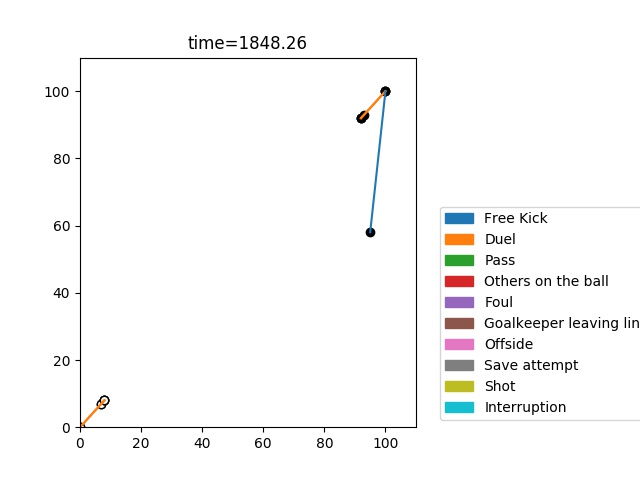 time=1848.26
100
80
60
40
20
0
0 20 40 60 80 100
Free Kick
Duel
Pass
Others on the ball
Foul
Goalkeeper leaving lin
Offside
Save attempt
Shot
Interruption